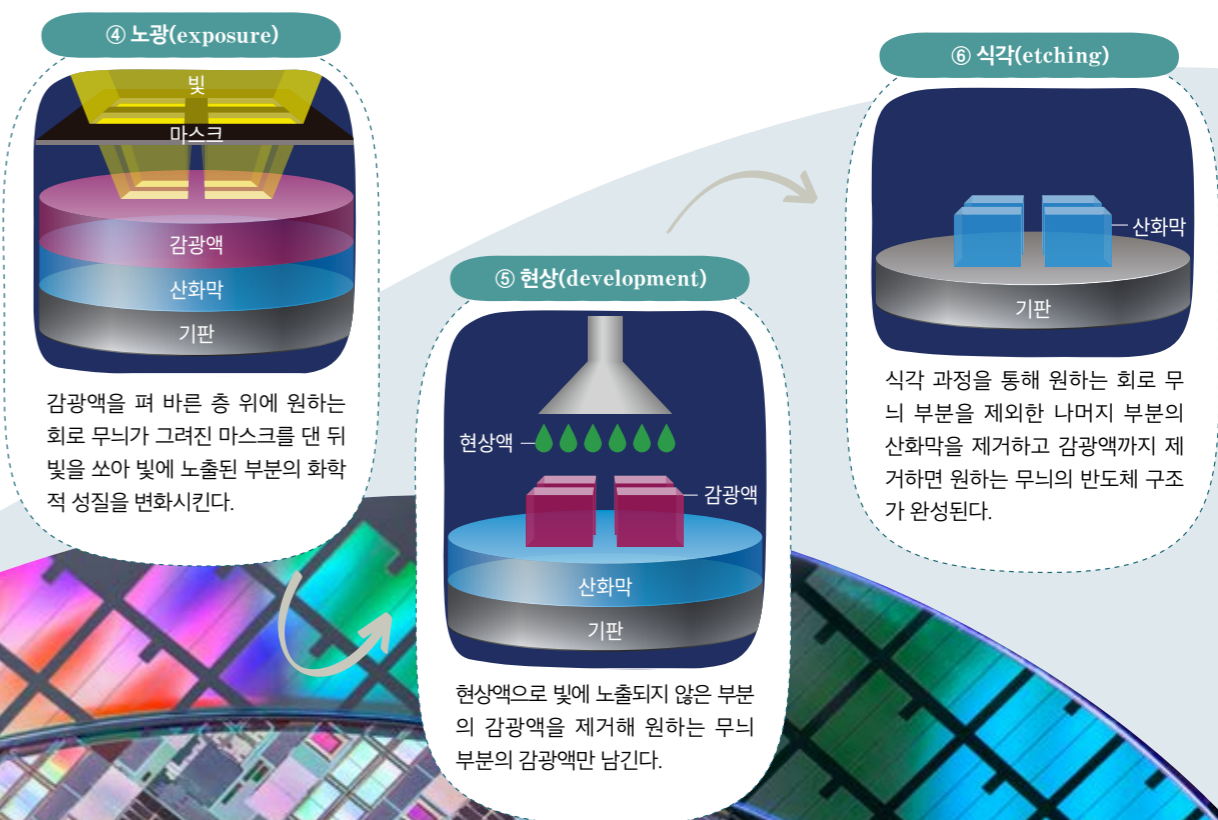 ④ 노광(exposure)
빛
마스크
감광액
산화막
기판
감광액을 펴 바른 층 위에 원하는
회로 무늬가 그려진 마스크를 댄 뒤
빛을 쏘아 빛에 노출된 부분의 화학
적 성질을 변화시킨다.
⑤ 현상(development)
현상액
감광액
산화막
기판
현상액으로 빛에 노출되지 않은 부분
의 감광액을 제거해 원하는 무늬
부분의 감광액만 남긴다.
⑥ 식각(etching)
산화막
기판
식각 과정을 통해 원하는 회로 무
늬 부분을 제외한 나머지 부분의
산화막을 제거하고 감광액까지 제
거하면 원하는 무늬의 반도체 구조
가 완성된다.